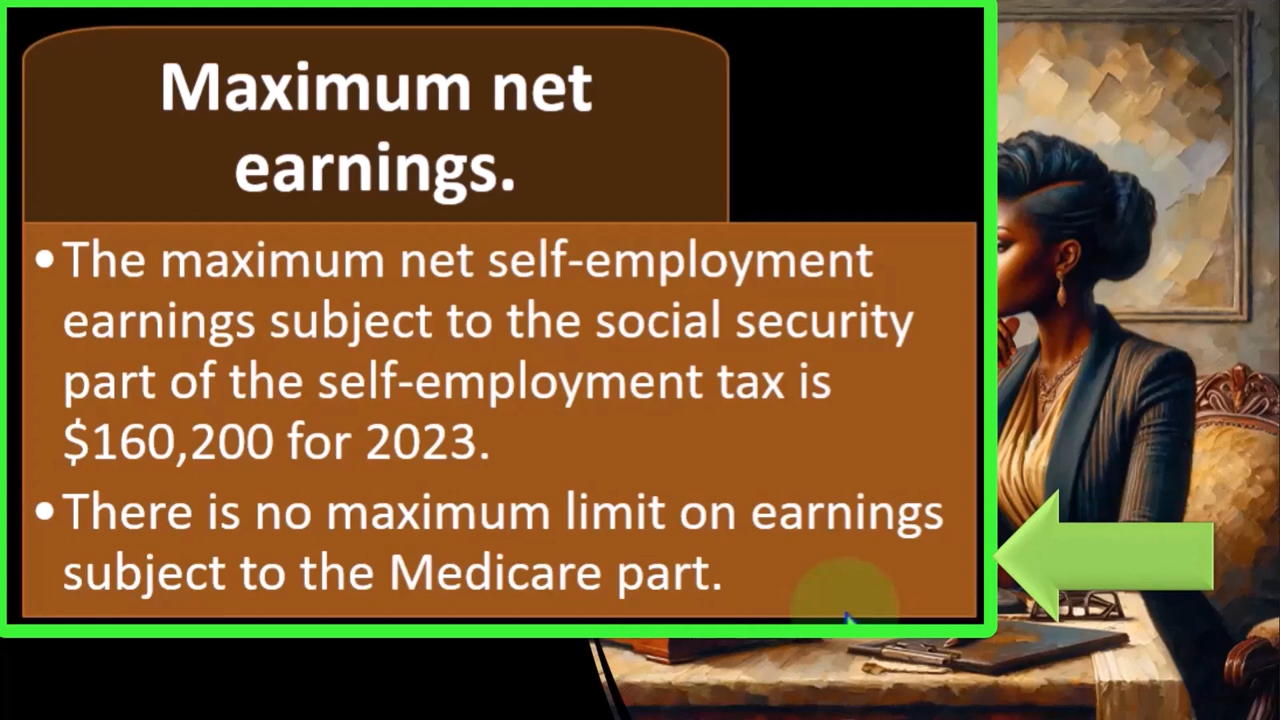 Maximum net
earnings.
•The maximum net self-employment
earnings subject to the social security
part of the self-employment tax is
$160,200 for 2023.
•There is no maximum limit on earnings
subject to the Medicare part.